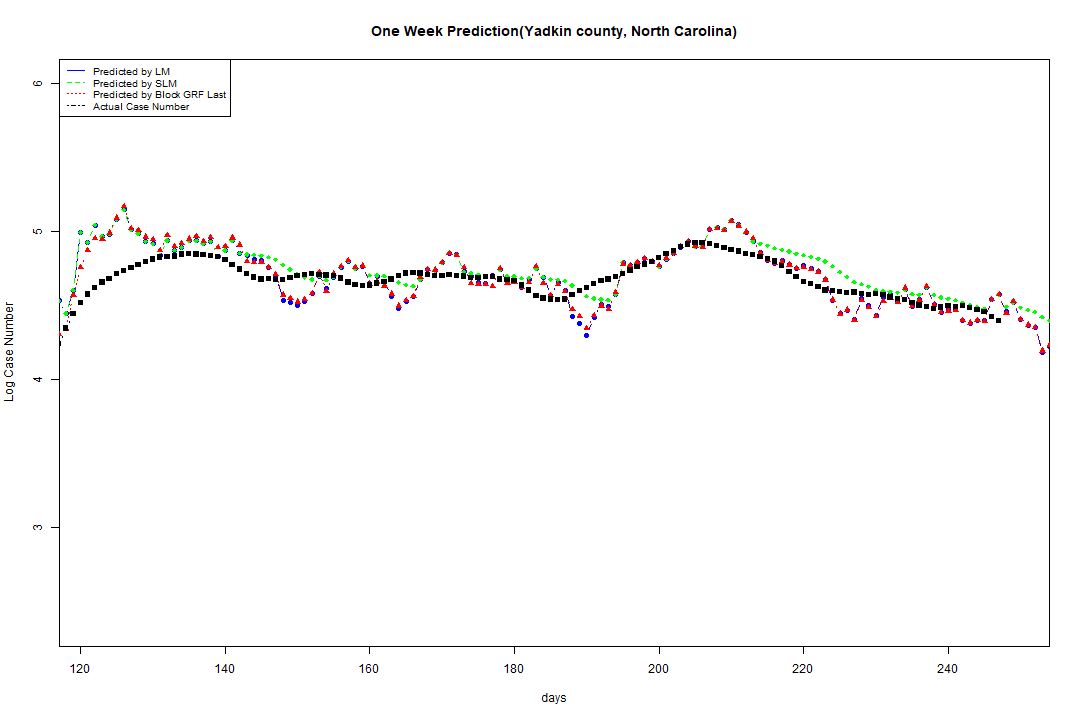 One Week Prediction(Yadkin county, North Carolina)
Predicted by LM
Predicted by SLM
Predicted by Block GRF Last
Actual Case Number
6
5
4
3
Log Case Number
120 140 160 180 200 220 240
days